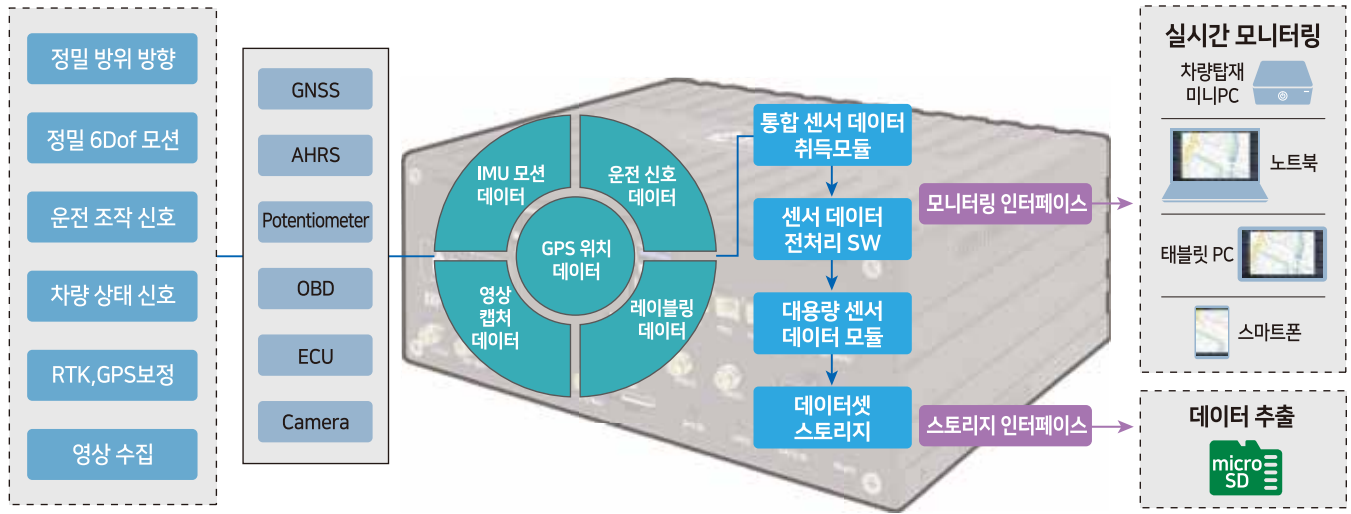 정밀 방위 방향
정밀 6Dof 모션
운전 조작 신호
차량 상태 신호
RTK,GPS보정
영상 수집
GNSS
AHRS
Potentiometer
OBD
ECU
Camera
IMU 모션
데이터
운전 신호
데이터
GPS 위치
데이터
영상
캡처
데이터
레이블링
데이터
통합 센서 데이터
취득모듈
센서 데이터
전처리 SW
대용량 센서
데이터 모듈
데이터셋
스토리지
모니터링 인터페이스
스토리지 인터페이스
실시간 모니터링
차량탑재
미니PC
노트북
태블릿 PC
스마트폰
데이터 추출
micro
SD